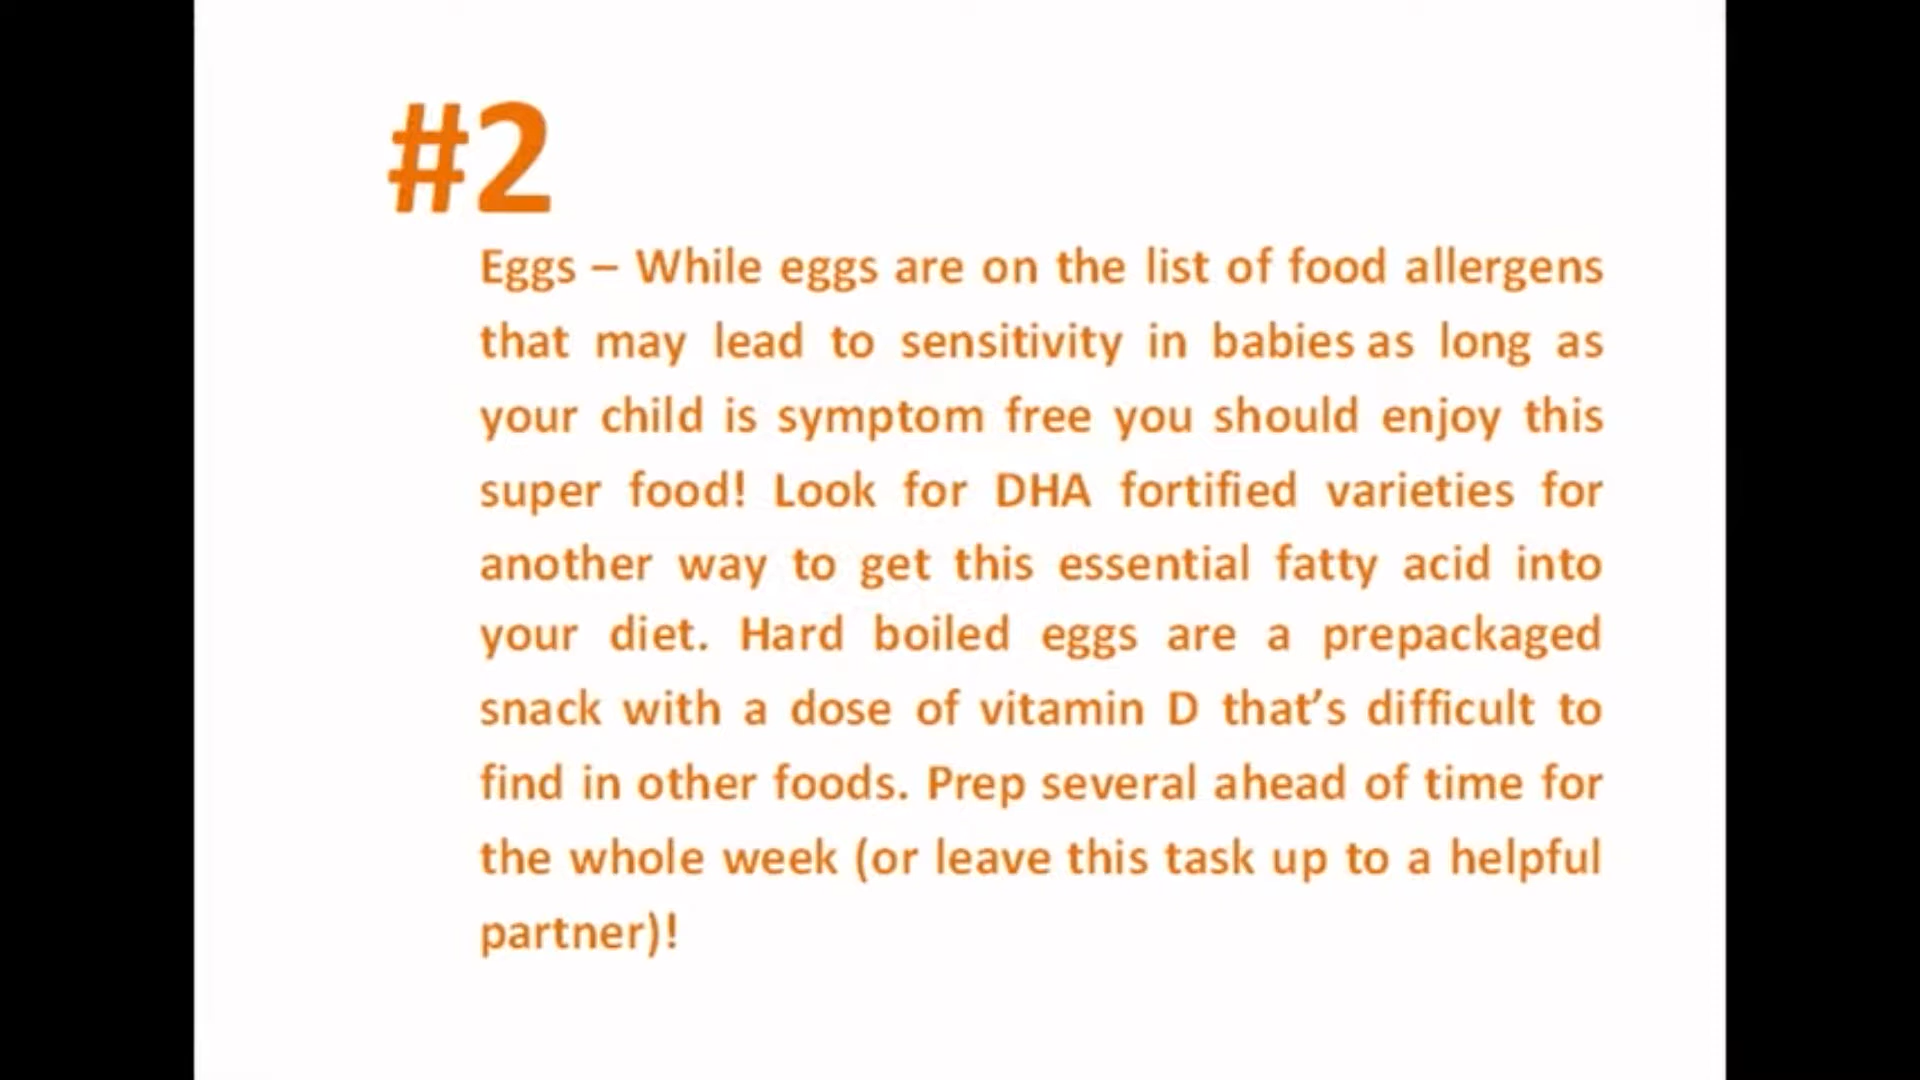 #2
Eggs – While eggs are on the list of food allergens
that may lead to sensitivity in babies as long as
your child is symptom free you should enjoy this
super food! Look for DHA fortified varieties for
another way to get this essential fatty acid into
your diet. Hard boiled eggs are a prepackaged
snack with a dose of vitamin D that’s difficult to
find in other foods. Prep several ahead of time for
the whole week (or leave this task up to a helpful
partner)!